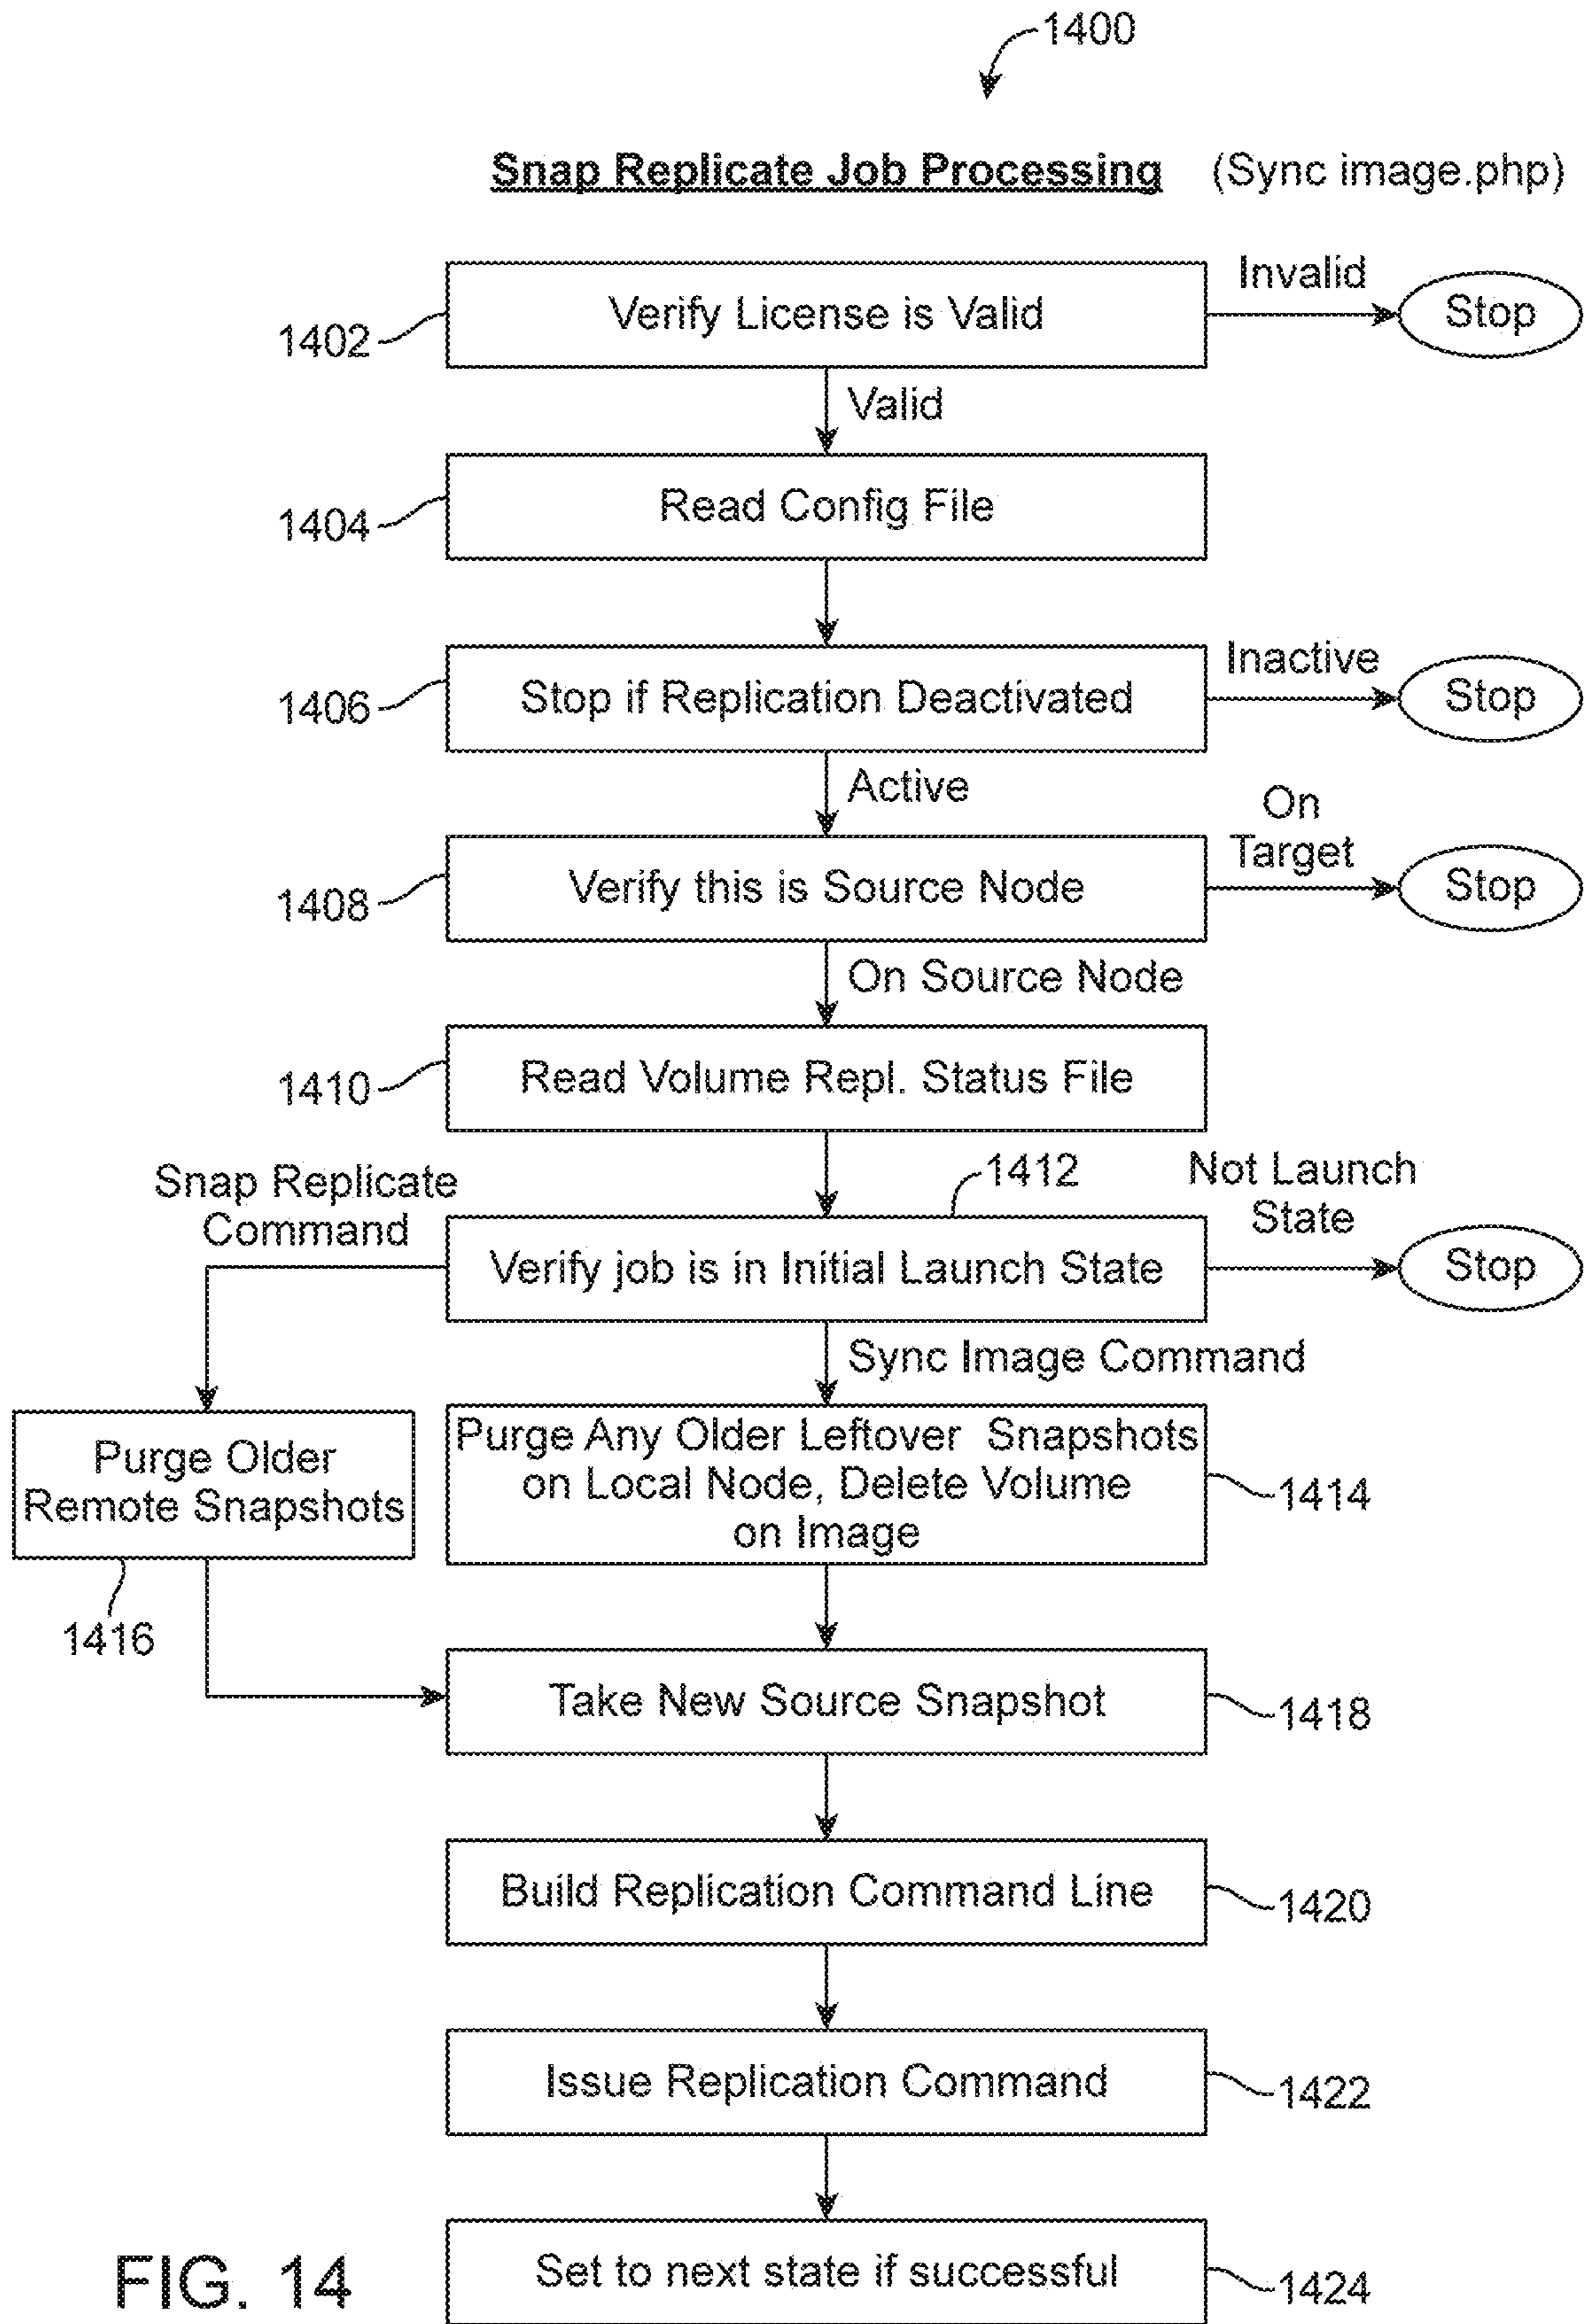 1400
Snap Replicate Job Processing (Sync image.php)
Invalid
1402 Verify License is Valid Stop
Valid
1404 Read Config File
Inactive
1406 Stop if Replication Deactivated Stop
Active
On
Target
1408 Verify this is Source Node Stop
On Source Node
1410 Read Volume Repl. Status File
Snap Replicate
Command
1412
Not Launch
State
Verify job is in Initial Launch State Stop
Sync Image Command
Purge Older
Remote Snapshots
1416
Purge Any Older Leftover Snapshots
on Local Node, Delete Volume
on Image
1414
Take New Source Snapshot 1418
Build Replication Command Line 1420
Issue Replication Command 1422
Set to next state if successful 1424
FIG. 14